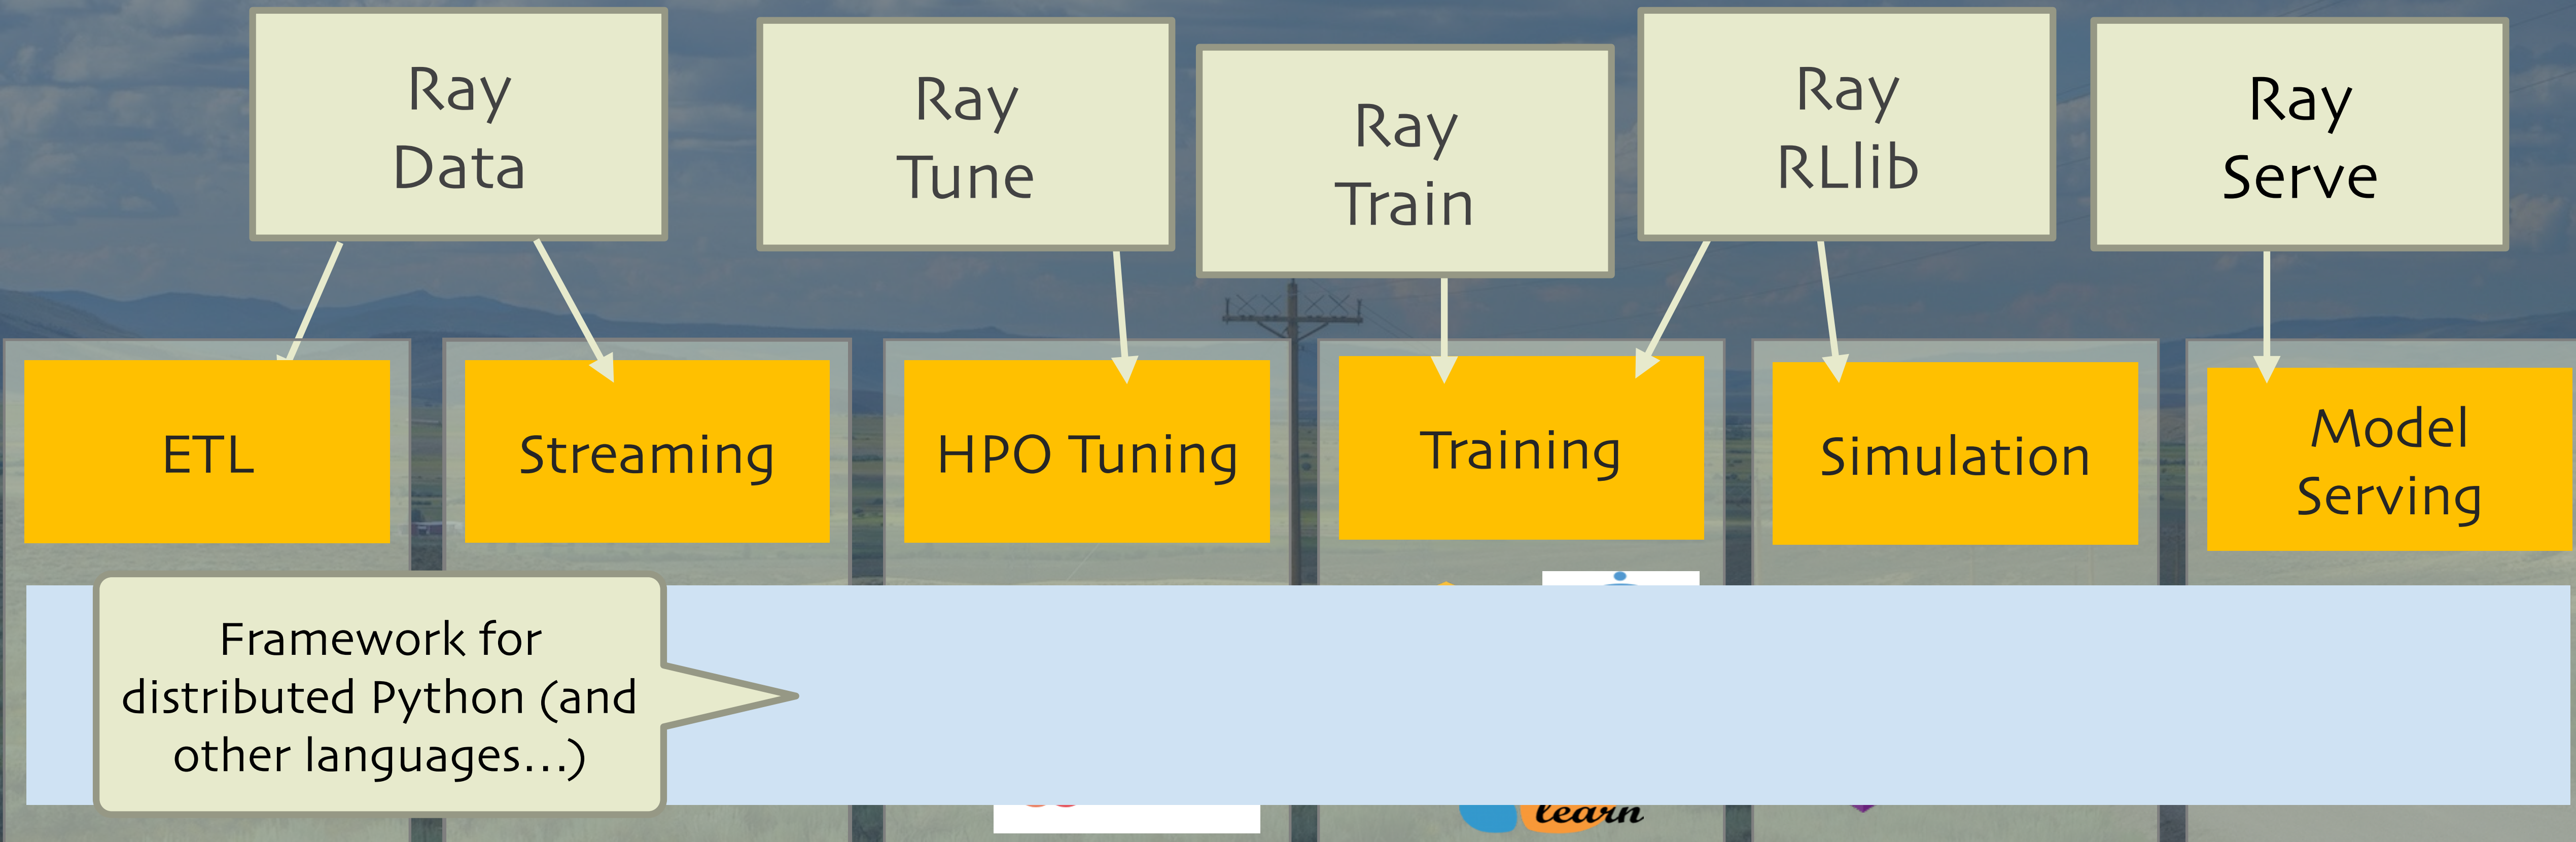 Ray
Data
Ray
Tune
Ray
Train
Ray
RLlib
Ray
Serve
ETL
Streaming
HPO Tuning
Training
Simulation
Model
Serving
Framework for
distributed Python (and
other languages...)
learn